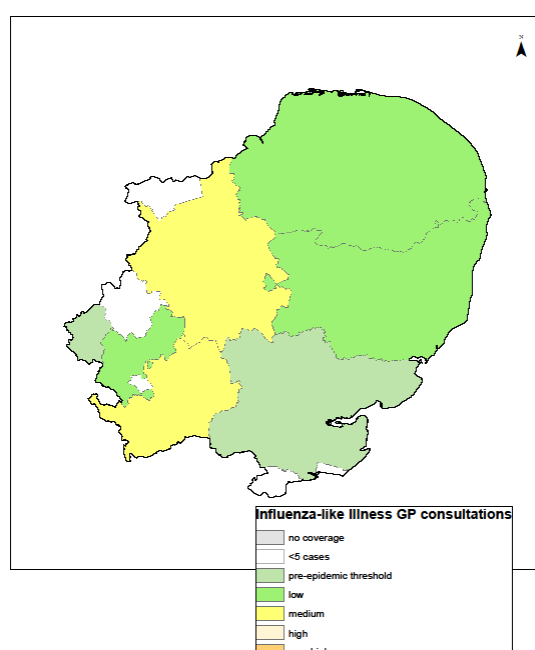 N
Influenza-like Illness GP consultations
no coverage
<5 cases
pre-epidemic threshold
low
medium
high